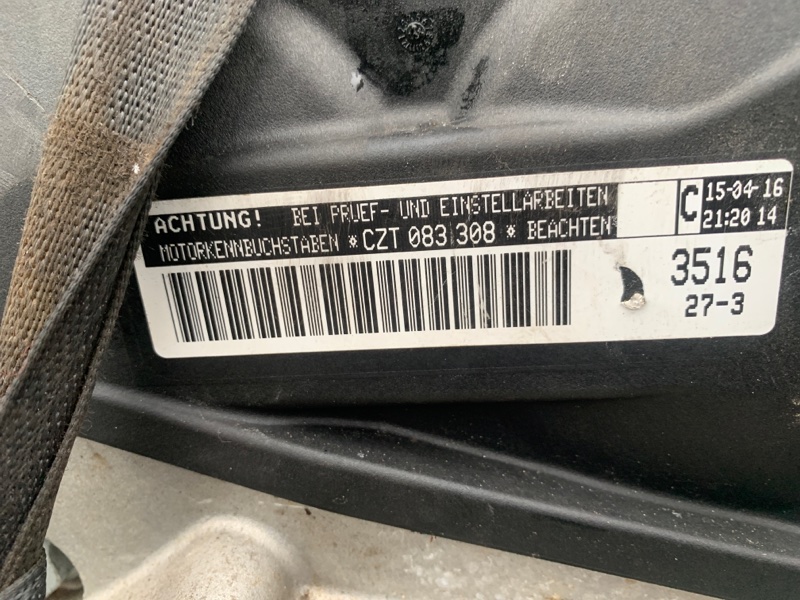 ACHTUNG! BEI PRUEF- UND EINSTELLARBEITEN
MOTORKENNBUCHSTABEN * CZT 083 308 * BEACHTEN
C
15-04-16
21:20 14
3516
27-3